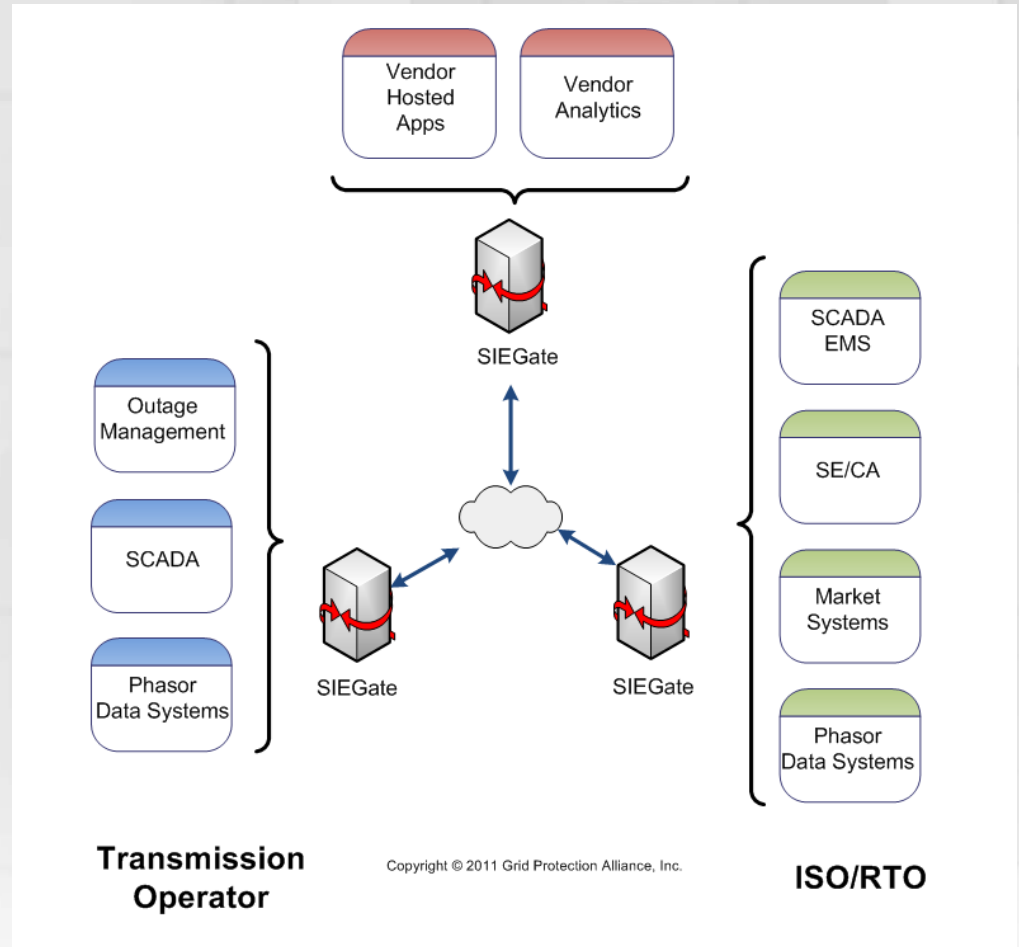 Vendor
Hosted
Apps
Vendor
Analytics
SIEGate
Outage
Management
SCADA
Phasor
Data Systems
SIEGate
SIEGate
SCADA
EMS
SE/CA
Market
Systems
Phasor
Data Systems
Transmission
Operator
Copyright © 2011 Grid Protection Alliance, Inc.
ISO/RTO